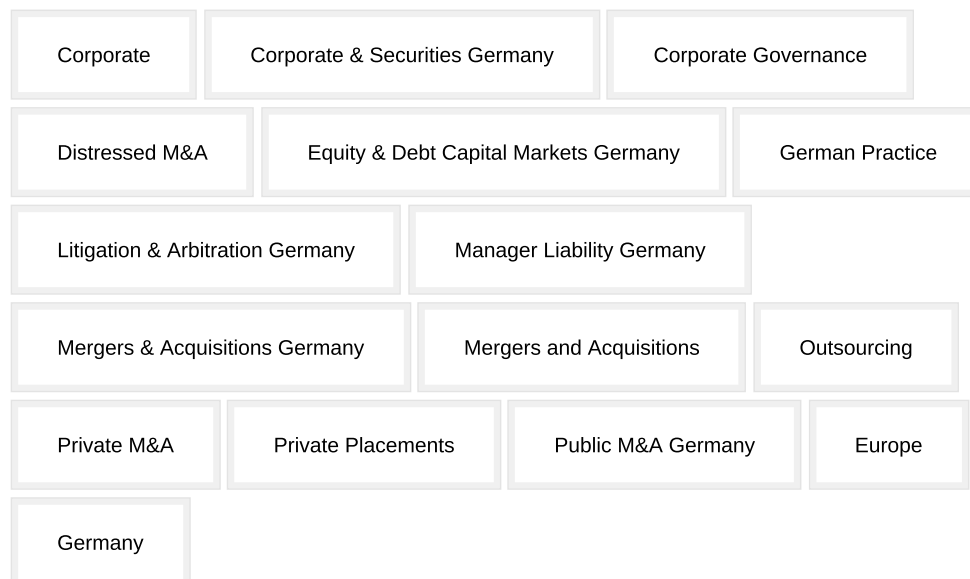 Corporate Corporate & Securities Germany Corporate Governance
Distressed M&A Equity & Debt Capital Markets Germany German Practice
Litigation & Arbitration Germany Manager Liability Germany
Mergers & Acquisitions Germany Mergers and Acquisitions Outsourcing
Private M&A Private Placements Public M&A Germany Europe
Germany